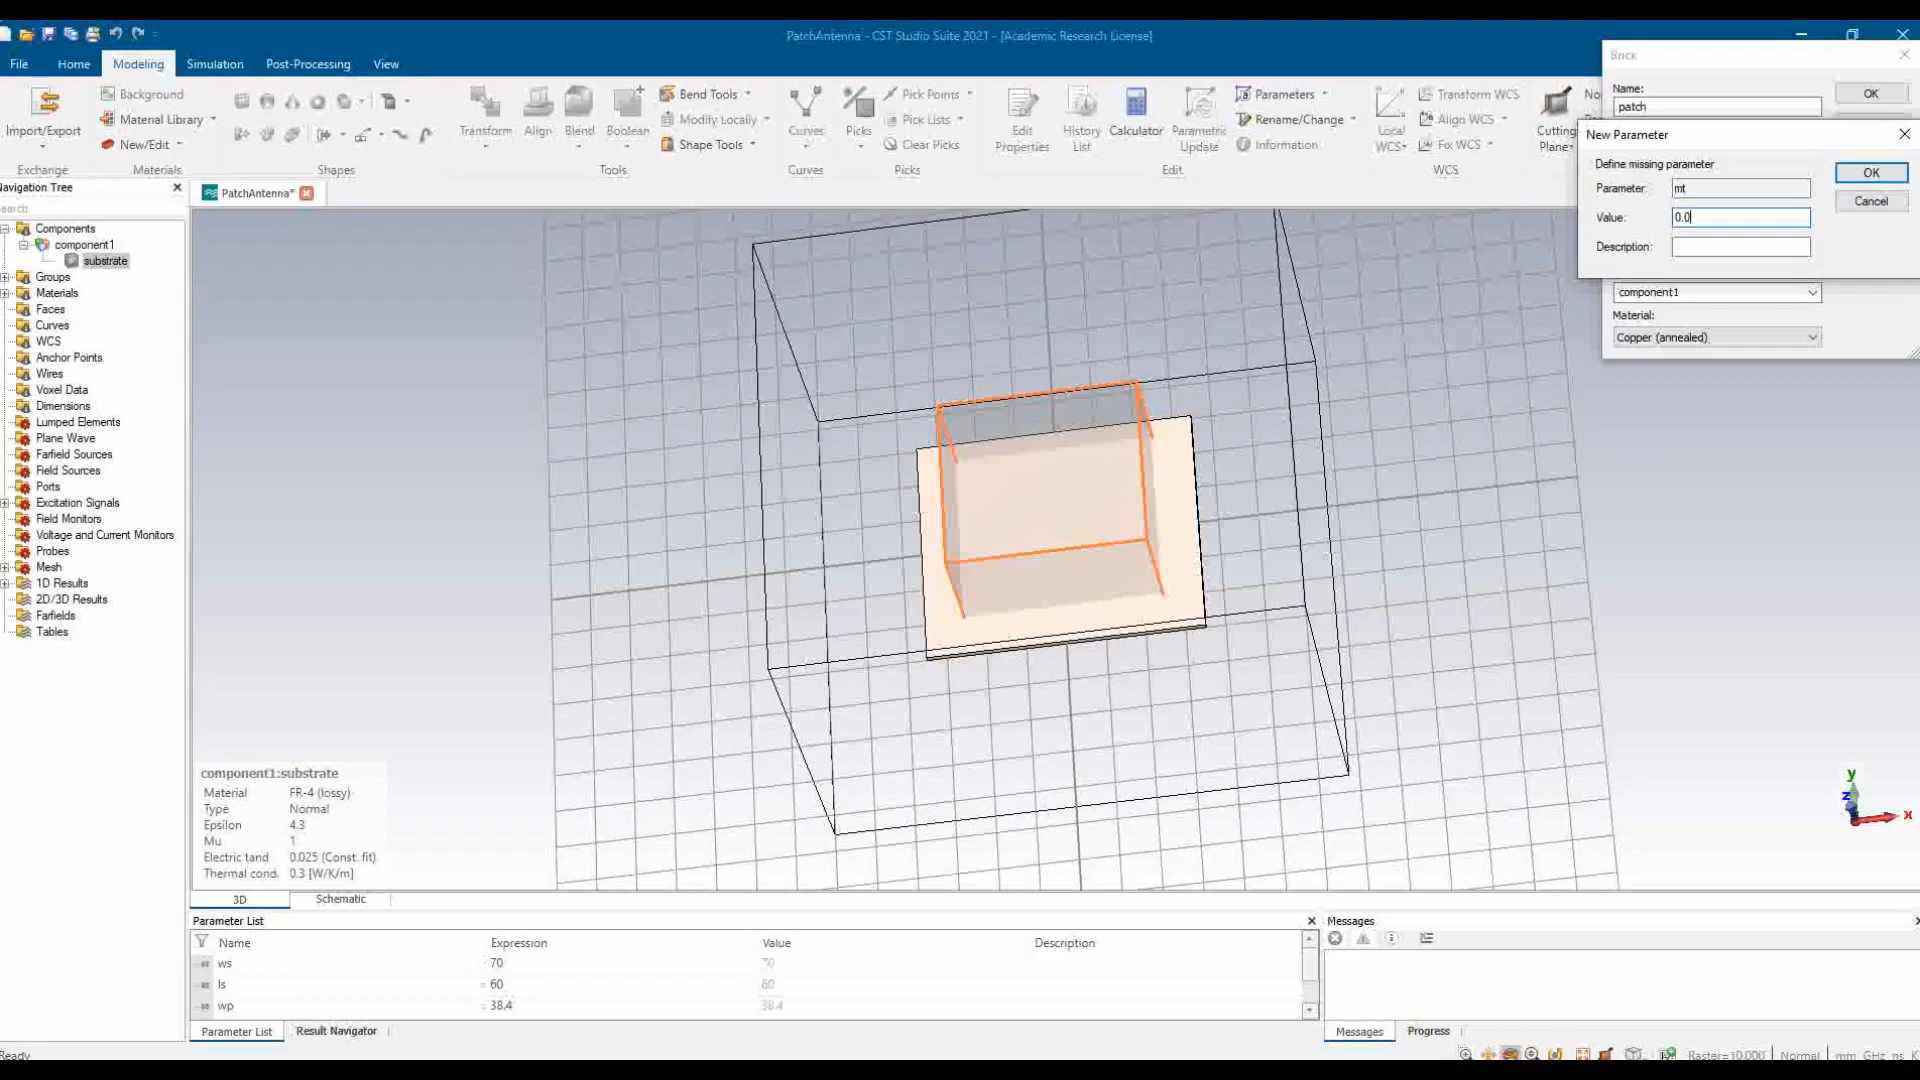 PatchAntenna - CST Studio Suite 2021 - [Academic Research License]
File Home Modeling Simulation Post-Processing View
Import/Export
Exchange
Background
Material Library
New/Edit
Materials
Shapes
Transform
Align
Blend
Boolean
Bend Tools
Modify Locally
Shape Tools
Tools
Curves
Curves
Picks
Pick Points
Pick Lists
Clear Picks
Picks
Edit
Properties
History
List
Calculator
Parametric
Update
Parameters
Rename/Change
Information
Edit
Local
WCS
Transform WCS
Align WCS
Fix WCS
WCS
Cutting
Plane
Brick
Name:
patch
OK
New Parameter
Define missing parameter
Parameter: mt
Value: 0.0
Description:
OK
Cancel
component1
Material:
Copper (annealed)
Navigation Tree
PatchAntenna*
Components
component1
substrate
Groups
Materials
Faces
Curves
WCS
Anchor Points
Wires
Voxel Data
Dimensions
Lumped Elements
Plane Wave
Farfield Sources
Field Sources
Ports
Excitation Signals
Field Monitors
Voltage and Current Monitors
Probes
Mesh
1D Results
2D/3D Results
Farfields
Tables
component1:substrate
Material FR-4 (lossy)
Type Normal
Epsilon 4.3
Mu 1
Electric tand 0.025 (Const. fit)
Thermal cond. 0.3 [W/K/m]
y
z
x
3D Schematic
Parameter List
Name Expression Value Description
ws 70 70
ls = 60 60
wp = 38.4 38.4
Parameter List Result Navigator
Messages
Messages Progress
Ready
Raster=10.000 Normal mm GHz ns K